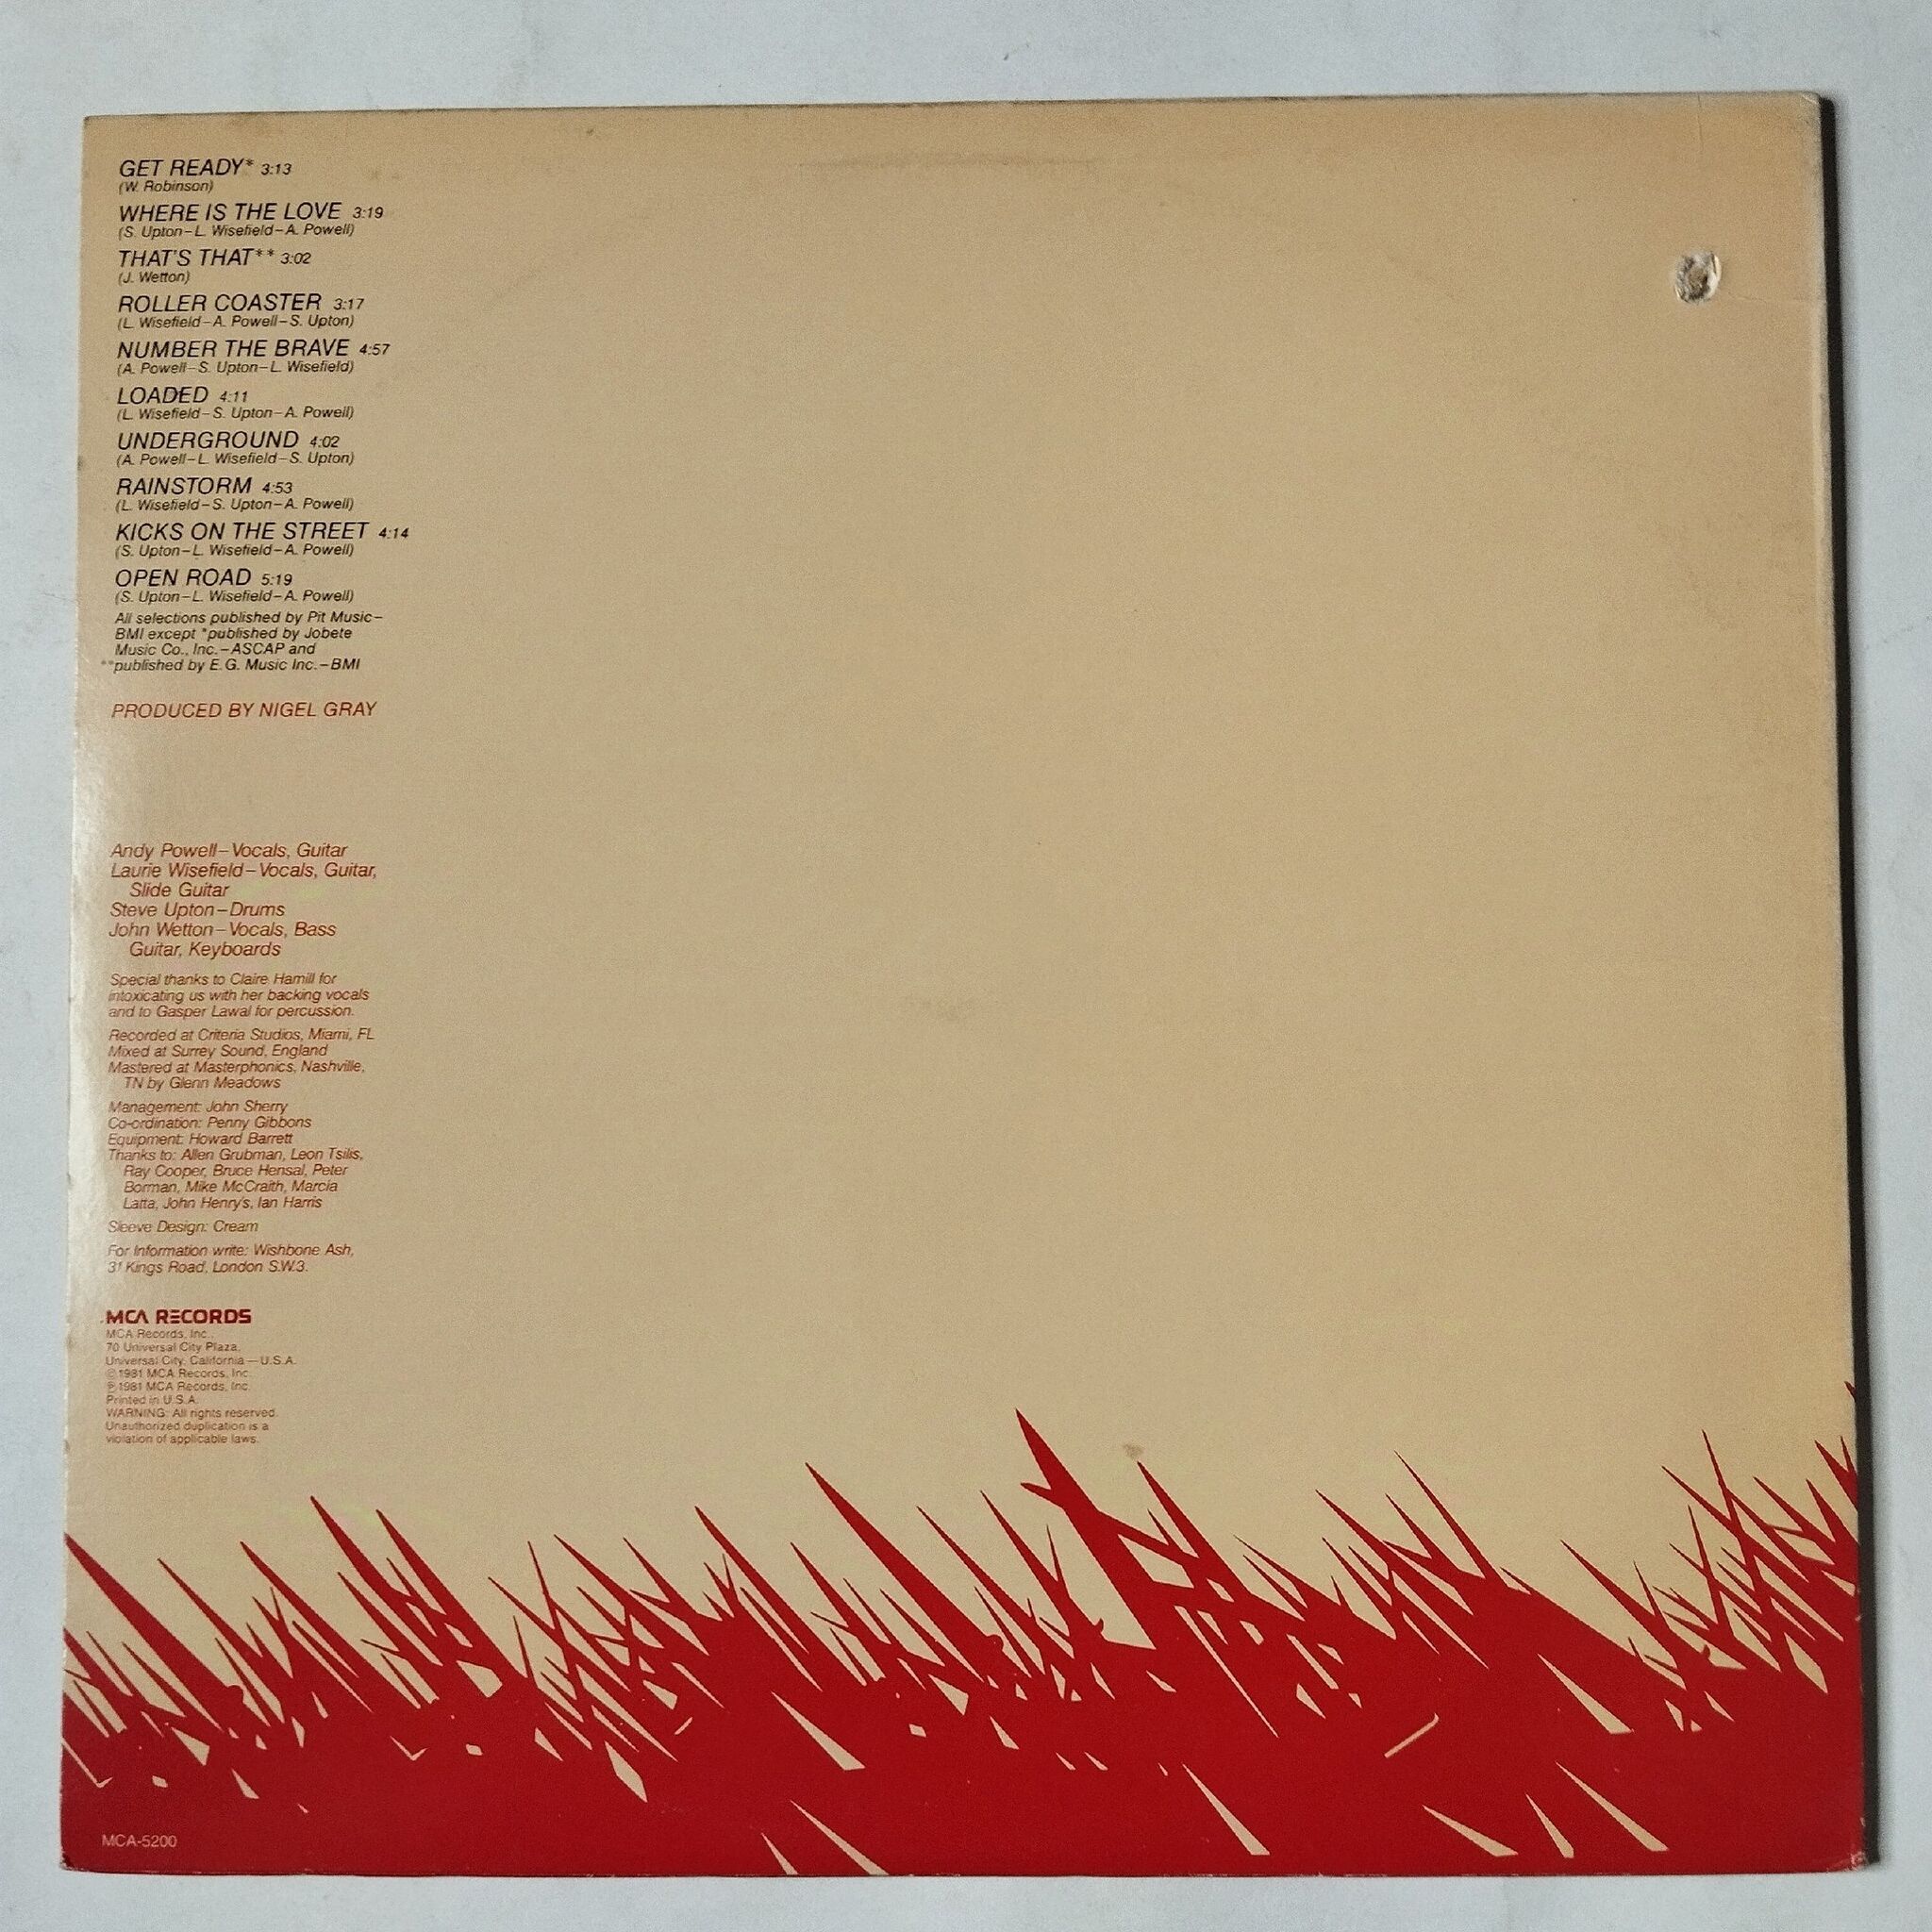 GET READY* 3:13
(W. Robinson)
WHERE IS THE LOVE 3:19
(S. Upton–L. Wisefield–A. Powell)
THAT'S THAT** 3:02
(J. Wetton)
ROLLER COASTER 3:17
(L. Wisefield–A. Powell–S. Upton)
NUMBER THE BRAVE 4:57
(A. Powell–S. Upton–L. Wisefield)
LOADED 4:11
(L. Wisefield–S. Upton–A. Powell)
UNDERGROUND 4:02
(A. Powell–L. Wisefield–S. Upton)
RAINSTORM 4:53
(L. Wisefield–S. Upton–A. Powell)
KICKS ON THE STREET 4:14
(S. Upton–L. Wisefield–A. Powell)
OPEN ROAD 5:19
(S. Upton–L. Wisefield–A. Powell)
All selections published by Pit Music–
BMI except *published by Jobete
Music Co., Inc.–ASCAP and
**published by E.G. Music Inc.–BMI
PRODUCED BY NIGEL GRAY
Andy Powell–Vocals, Guitar
Laurie Wisefield–Vocals, Guitar,
Slide Guitar
Steve Upton–Drums
John Wetton–Vocals, Bass
Guitar, Keyboards
Special thanks to Claire Hamill for
intoxicating us with her backing vocals
and to Gasper Lawal for percussion.
Recorded at Criteria Studios, Miami, FL
Mixed at Surrey Sound, England
Mastered at Masterphonics, Nashville,
TN by Glenn Meadows
Management: John Sherry
Co-ordination: Penny Gibbons
Equipment: Howard Barrett
Thanks to: Allen Grubman, Leon Tsilis,
Ray Cooper, Bruce Hensal, Peter
Borman, Mike McCraith, Marcia
Latta, John Henry's, Ian Harris
Sleeve Design: Cream
For Information write: Wishbone Ash,
31 Kings Road, London S.W.3.
MCA RECORDS
MCA Records, Inc.,
70 Universal City Plaza,
Universal City, California—U.S.A.
©1981 MCA Records, Inc.
℗1981 MCA Records, Inc.
Printed in U.S.A.
WARNING: All rights reserved.
Unauthorized duplication is a
violation of applicable laws.
MCA-5200